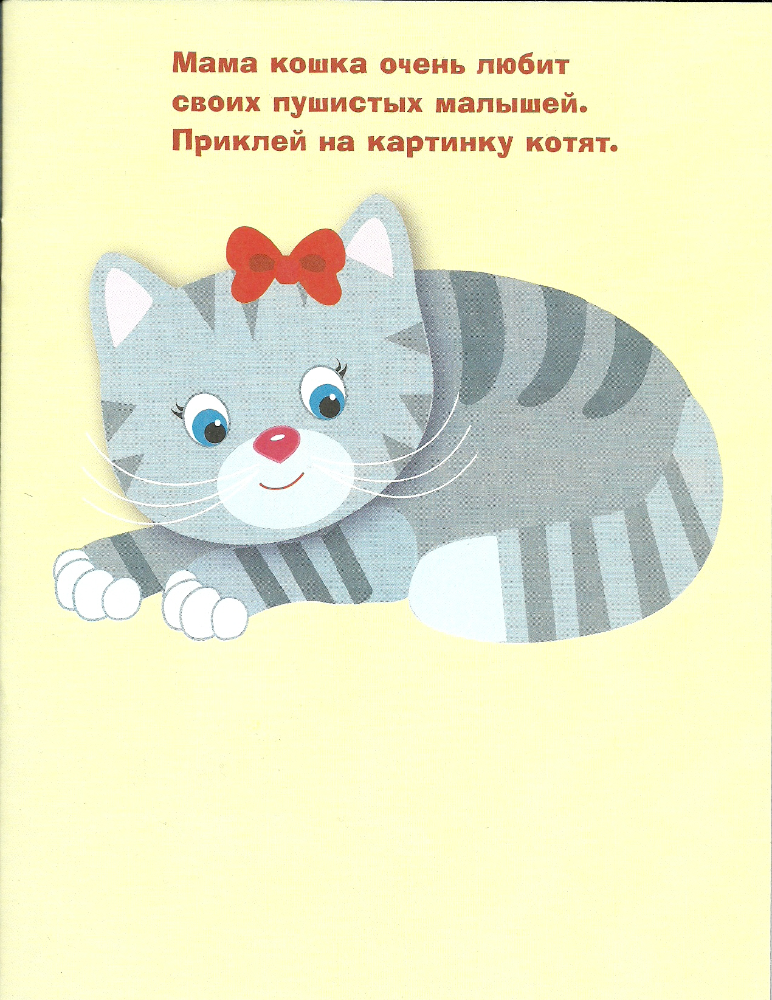 Мама кошка очень любит
своих пушистых малышей.
Приклей на картинку котят.